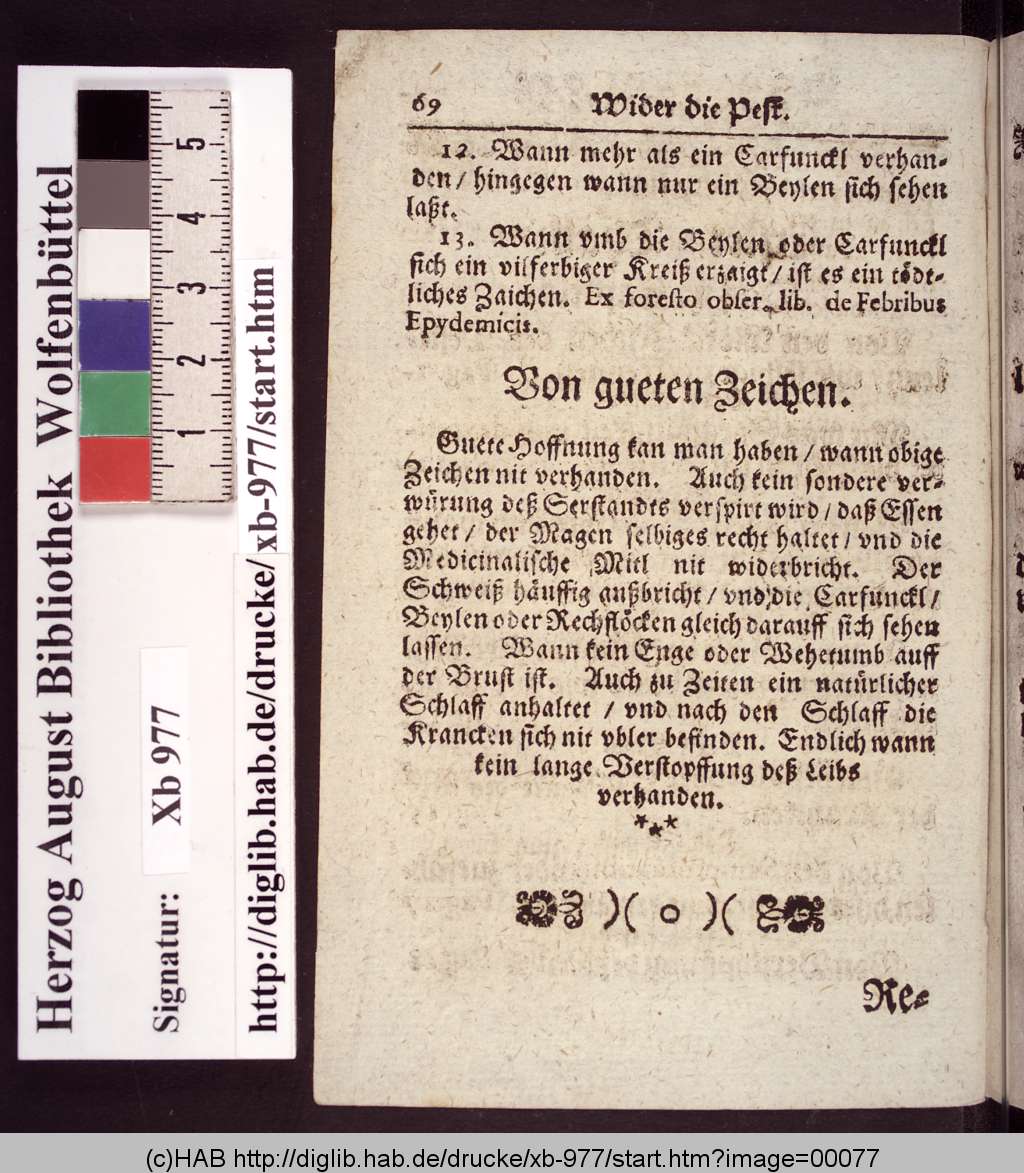 Herzog August Bibliothek Wolfenbüttel
Signatur: Xb 977
http://diglib.hab.de/drucke/xb-977/start.htm
1 2 3 4 5
69 Wider die Pest.
12. Wann mehr als ein Carfunckl verhan-
den / hingegen wann nur ein Beylen sich sehen
laßt.
13. Wann vmb die Beylen oder Carfunckl
sich ein vilferbiger Kreiß erzaigt / ist es ein tödt-
liches Zaichen. Ex foresto obser. lib. de Febribus
Epydemicis.
Von gueten Zeichen.
Guete Hoffnung kan man haben / wann obige
Zeichen nit verhanden. Auch kein sondere ver-
würung deß Serstandts verspirt wird / daß Essen
gehet / der Magen selbiges recht haltet / vnd die
Medicinalische Mitl nit widerbricht. Der
Schweiß häuffig außbricht / vnd die Carfunckl /
Beylen oder Rechflöcken gleich darauff sich sehen
lassen. Wann kein Enge oder Wehetumb auff
der Brust ist. Auch zu Zeiten ein natürlicher
Schlaff anhaltet / vnd nach den Schlaff die
Krancken sich nit vbler befinden. Endlich wann
kein lange Verstopffung deß Leibs
verhanden.
***
)( o )(
Re-
(c)HAB http://diglib.hab.de/drucke/xb-977/start.htm?image=00077